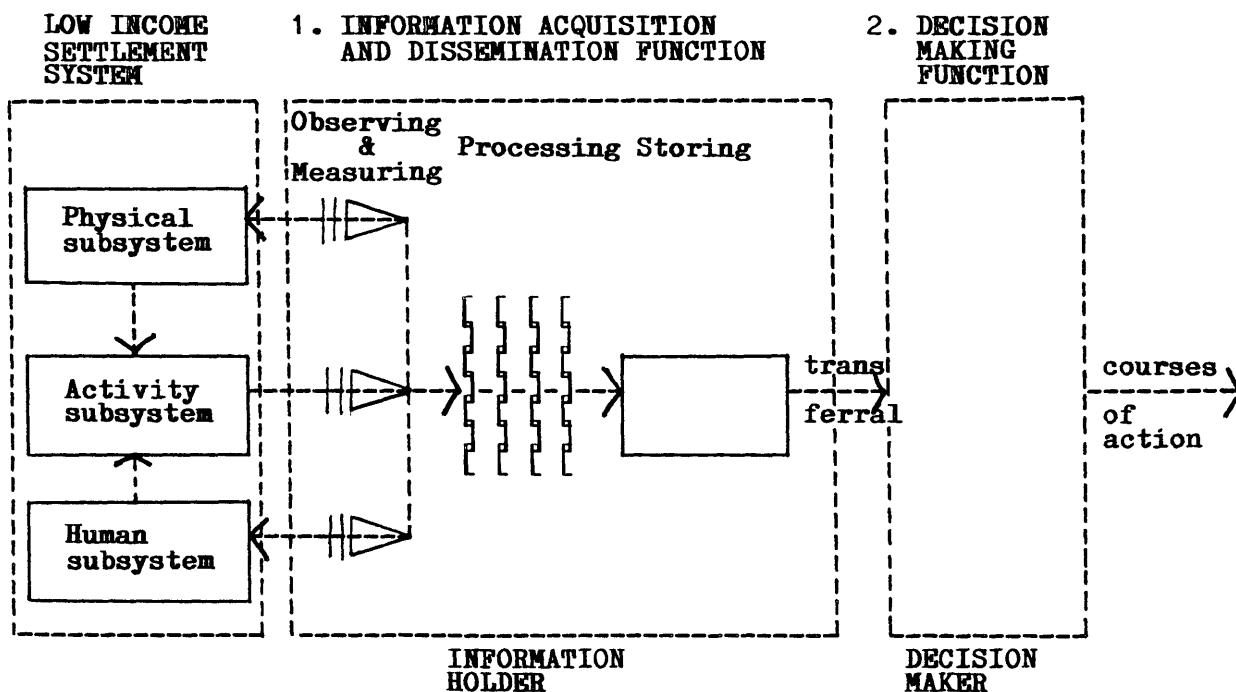 LOW INCOME
SETTLEMENT
SYSTEM
1. INFORMATION ACQUISITION
AND DISSEMINATION FUNCTION
2. DECISION
MAKING
FUNCTION
Observing
&
Measuring
Processing Storing
Physical
subsystem
Activity
subsystem
Human
subsystem
trans
ferral
courses
of
action
INFORMATION
HOLDER
DECISION
MAKER